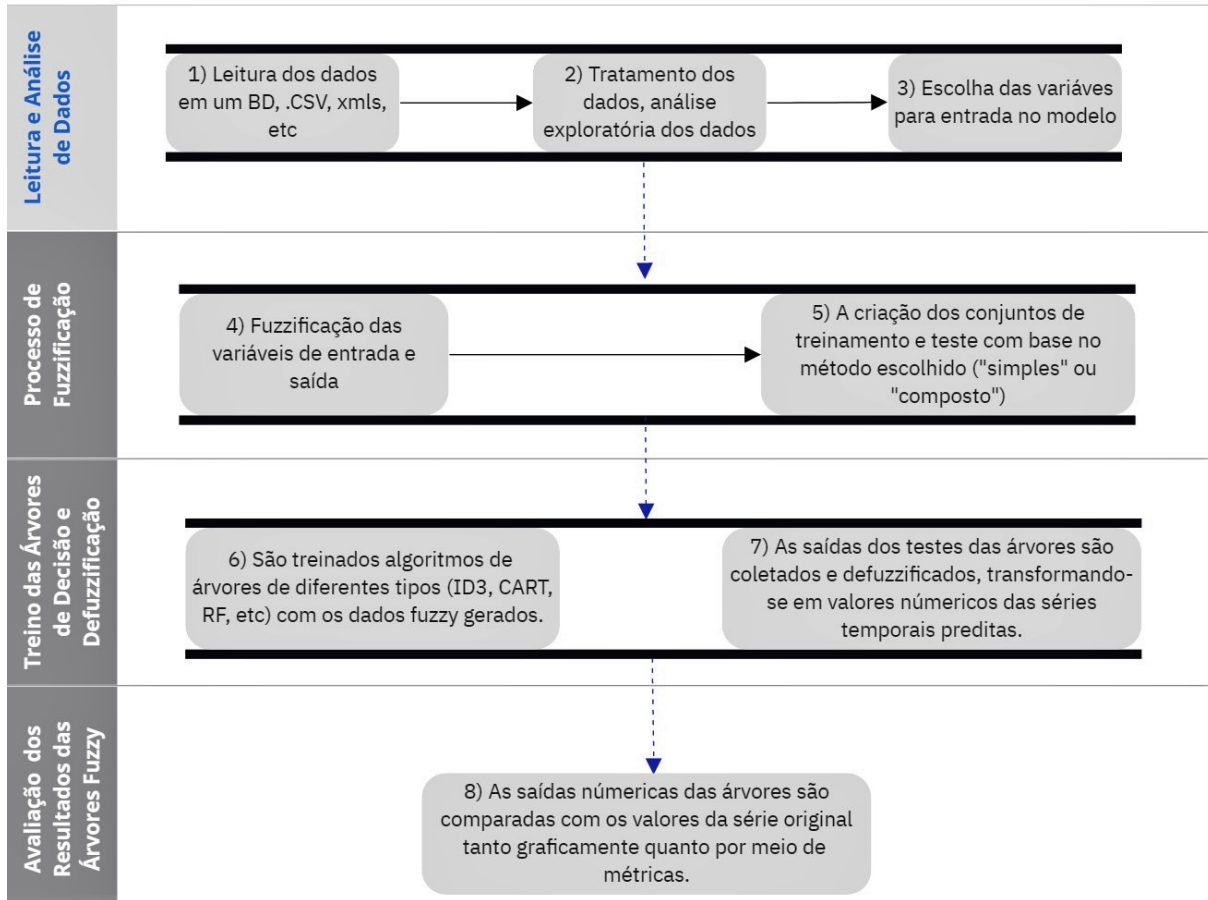 Leitura e Análise
de Dados
1) Leitura dos dados
em um BD, .CSV, xmls,
etc
2) Tratamento dos
dados, análise
exploratória dos dados
3) Escolha das variáves
para entrada no modelo
Processo de
Fuzzificação
4) Fuzzificação das
variáveis de entrada e
saída
5) A criação dos conjuntos de
treinamento e teste com base no
método escolhido ("simples" ou
"composto")
Treino das Árvores
de Decisão e
Defuzzificação
6) São treinados algoritmos de
árvores de diferentes tipos (ID3, CART,
RF, etc) com os dados fuzzy gerados.
7) As saídas dos testes das árvores são
coletados e defuzzificados, transformando-
se em valores númericos das séries
temporais preditas.
Avaliação dos
Resultados das
Árvores Fuzzy
8) As saídas númericas das árvores são
comparadas com os valores da série original
tanto graficamente quanto por meio de
métricas.